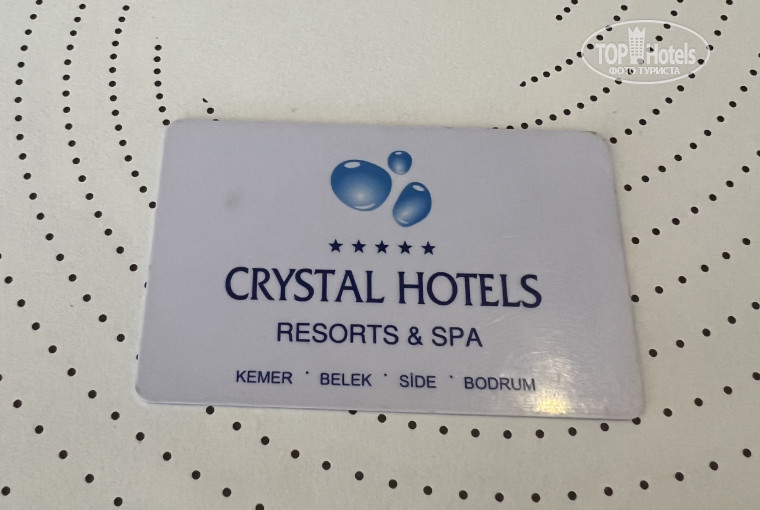 TOP Hotels
ФОТО ТУРИСТА
★★★★★
CRYSTAL HOTELS
RESORTS & SPA
KEMER · BELEK · SİDE · BODRUM